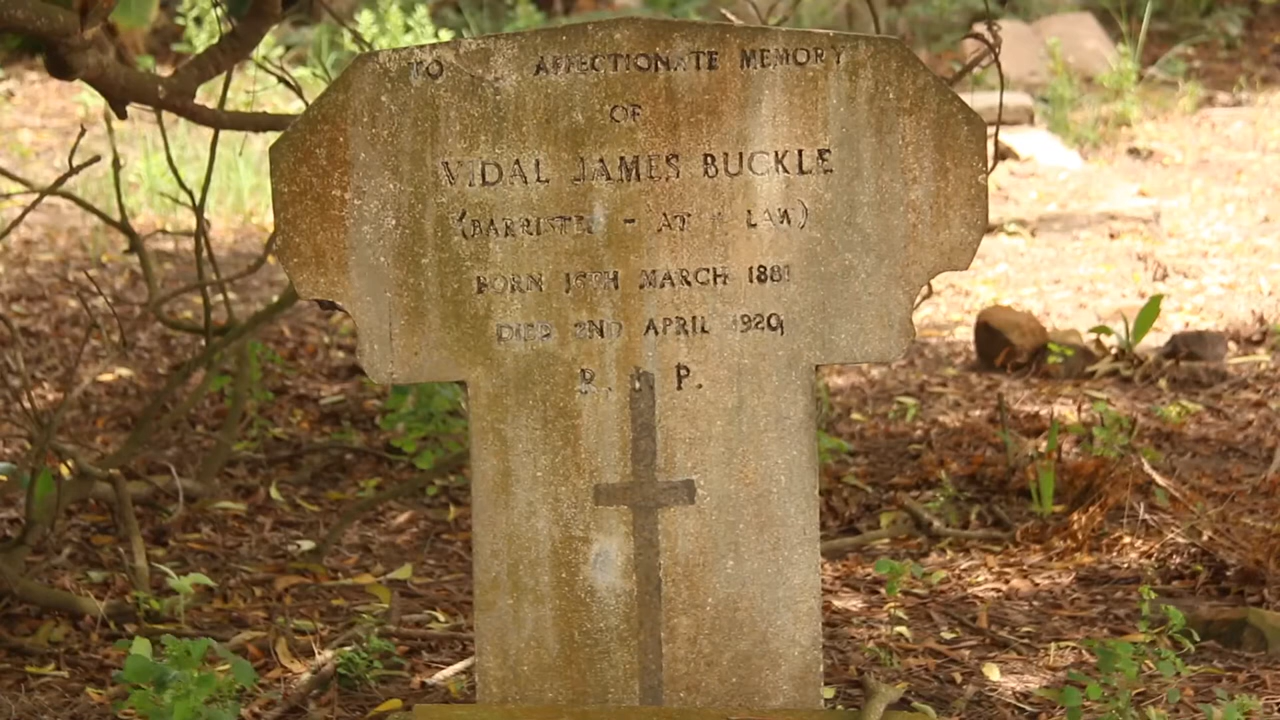 TO AFFECTIONATE MEMORY
OF
VIDAL JAMES BUCKLE
(BARRISTER - AT - LAW)
BORN 16TH MARCH 1881
DIED 2ND APRIL 1920,
R. I. P.